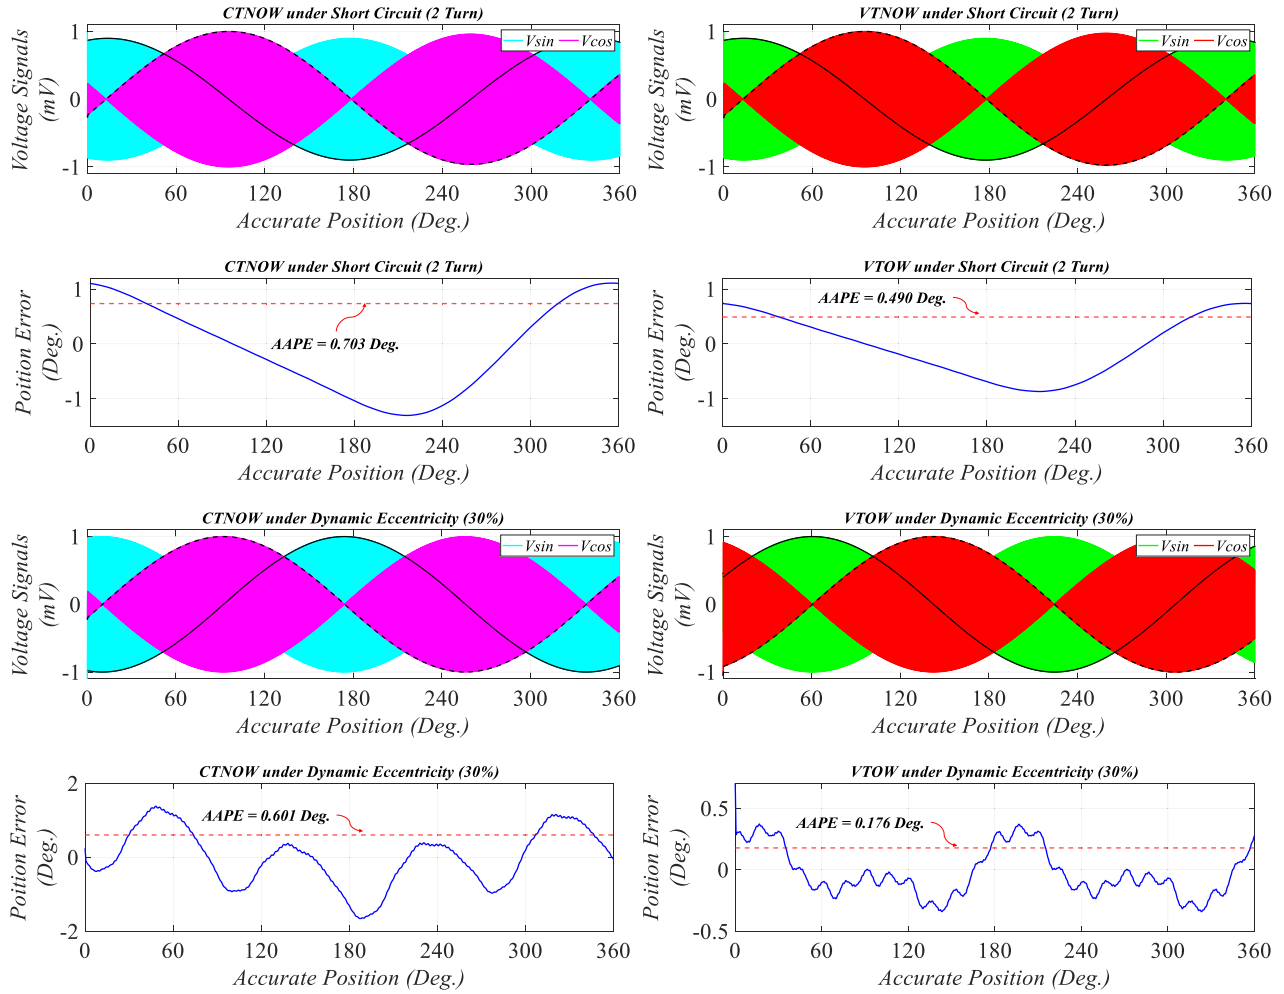 CTNOW under Short Circuit (2 Turn)
Voltage Signals
(mV)
1
0
-1
Vsin Vcos
0 60 120 180 240 300 360
Accurate Position (Deg.)
VTNOW under Short Circuit (2 Turn)
Voltage Signals
(mV)
1
0
-1
Vsin Vcos
0 60 120 180 240 300 360
Accurate Position (Deg.)
CTNOW under Short Circuit (2 Turn)
Poition Error
(Deg.)
1
0
-1
AAPE = 0.703 Deg.
0 60 120 180 240 300 360
Accurate Position (Deg.)
VTOW under Short Circuit (2 Turn)
Poition Error
(Deg.)
1
0
-1
AAPE = 0.490 Deg.
0 60 120 180 240 300 360
Accurate Position (Deg.)
CTNOW under Dynamic Eccentricity (30%)
Voltage Signals
(mV)
1
0
-1
Vsin Vcos
0 60 120 180 240 300 360
Accurate Position (Deg.)
VTOW under Dynamic Eccentricity (30%)
Voltage Signals
(mV)
1
0
-1
Vsin Vcos
0 60 120 180 240 300 360
Accurate Position (Deg.)
CTNOW under Dynamic Eccentricity (30%)
Poition Error
(Deg.)
2
0
-2
AAPE = 0.601 Deg.
0 60 120 180 240 300 360
Accurate Position (Deg.)
VTOW under Dynamic Eccentricity (30%)
Poition Error
(Deg.)
0.5
0
-0.5
AAPE = 0.176 Deg.
0 60 120 180 240 300 360
Accurate Position (Deg.)